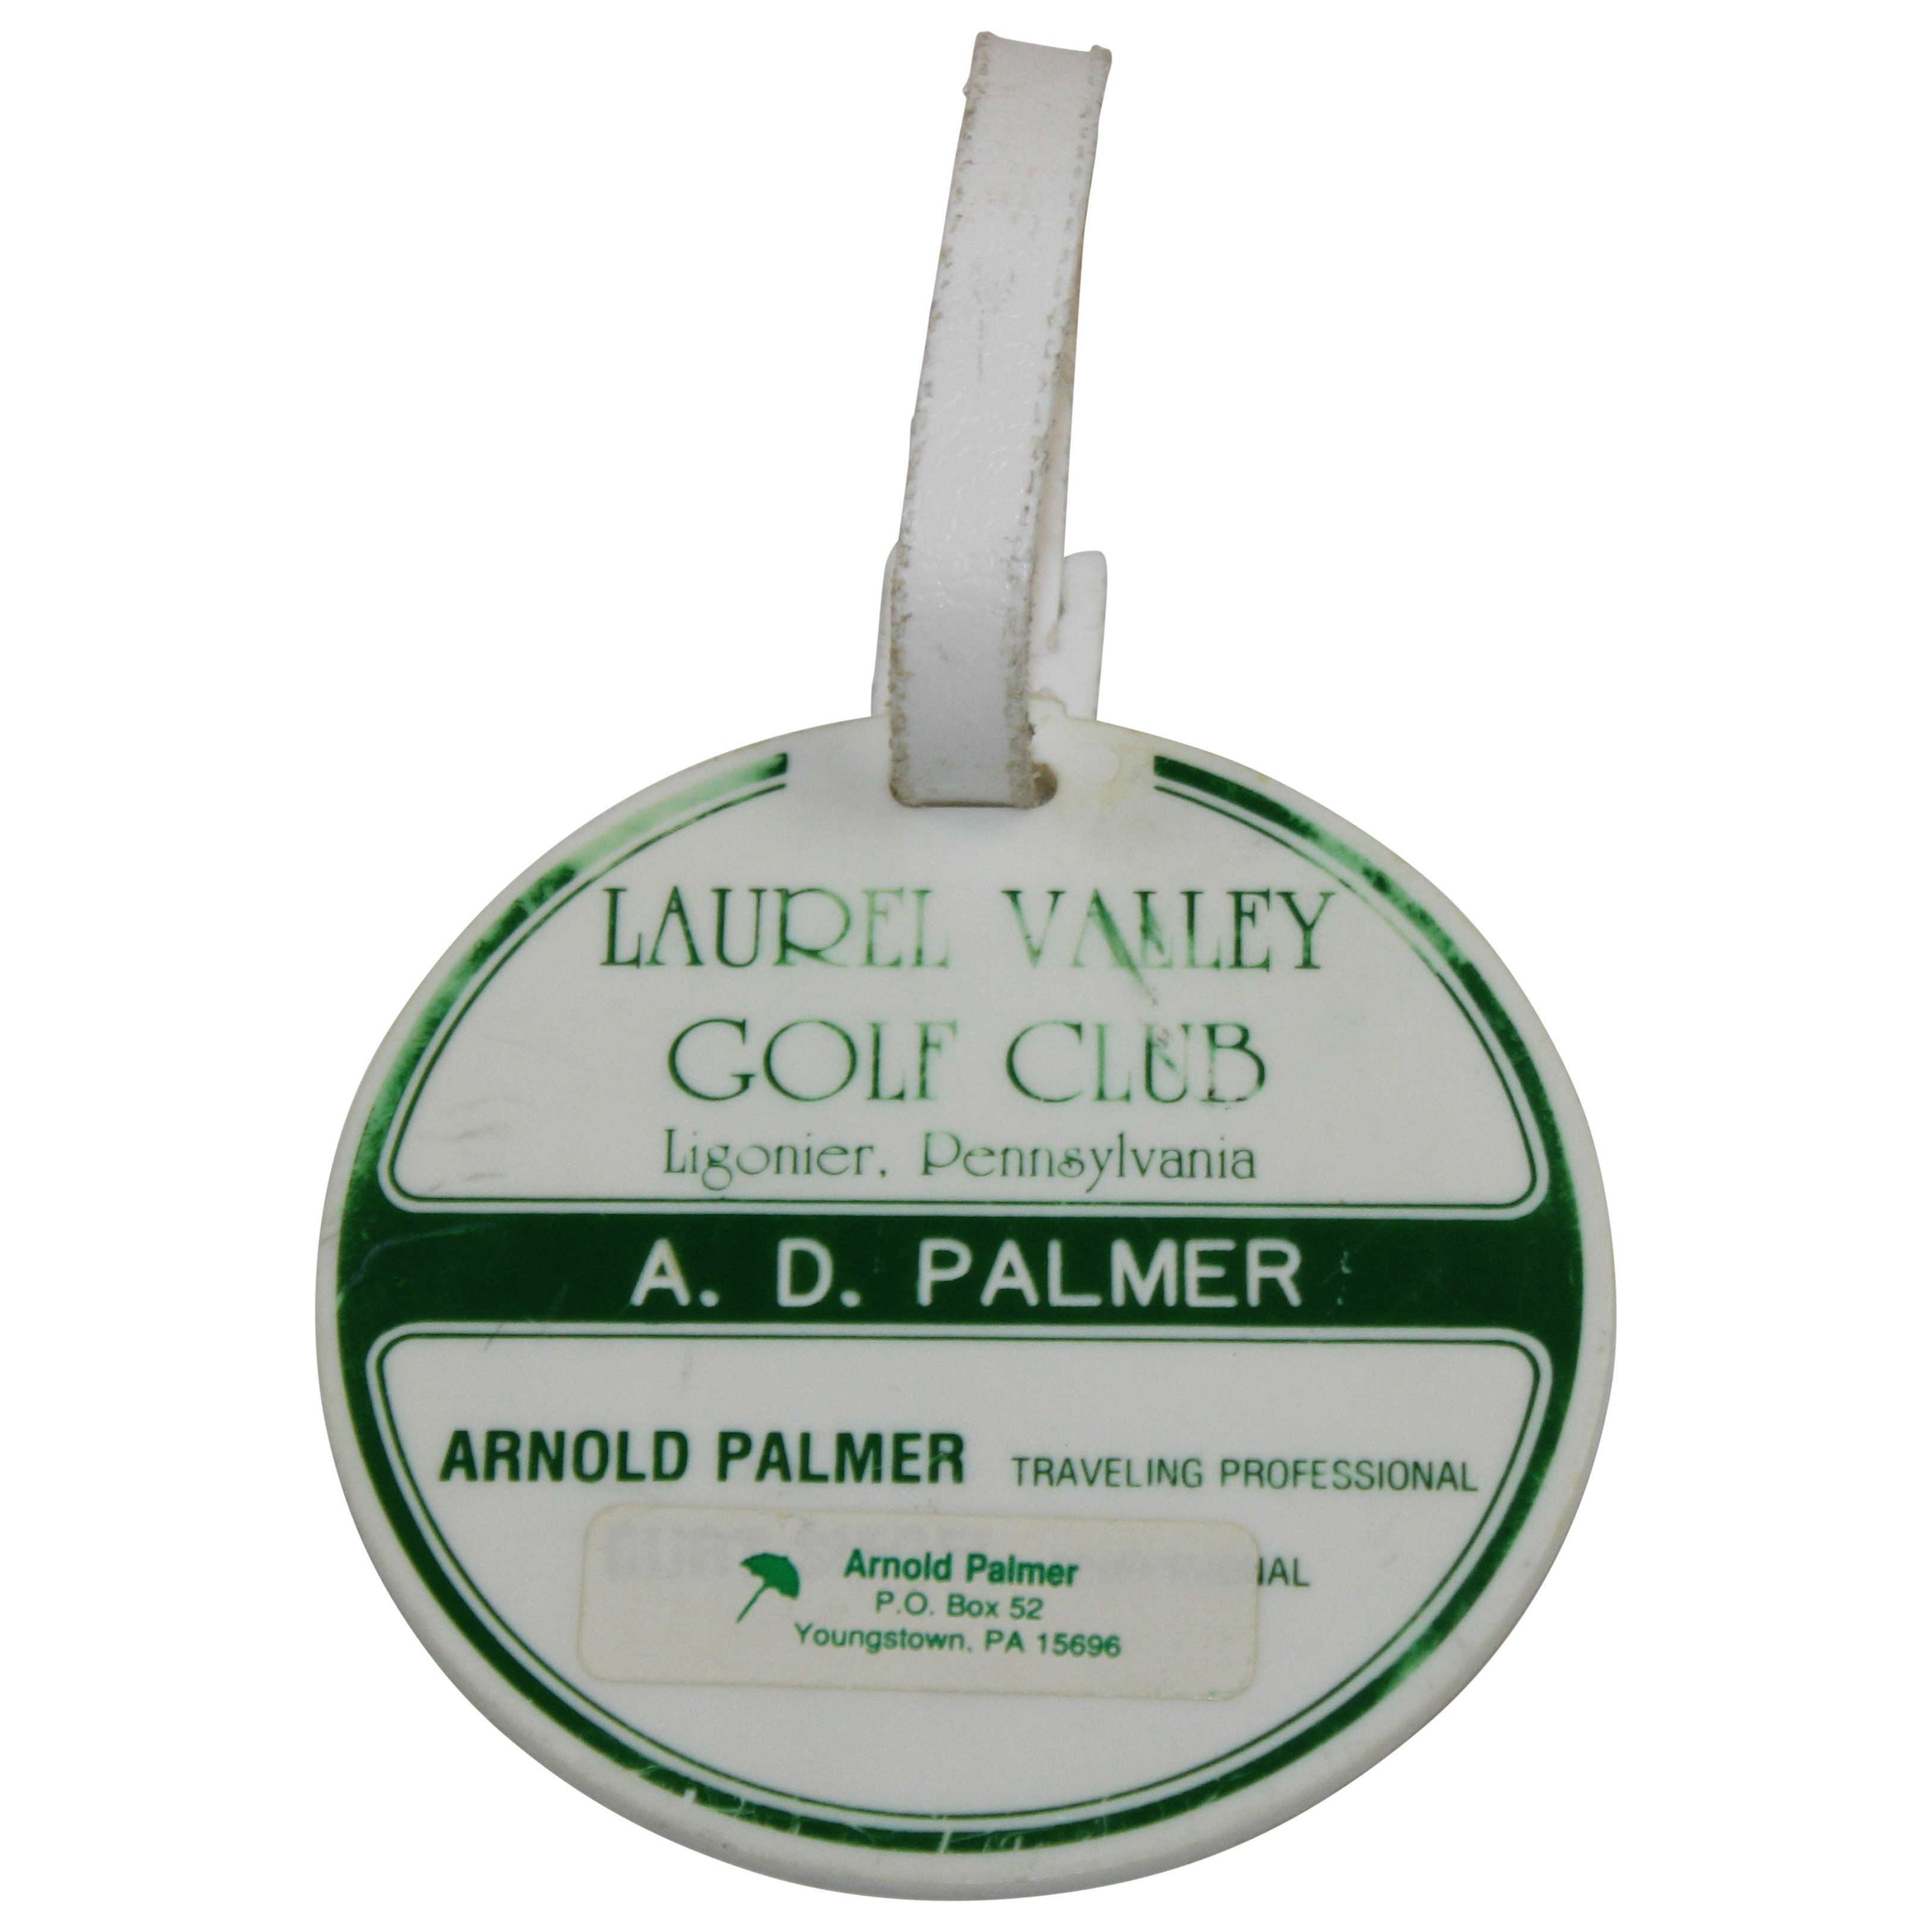 LAUREL VALLEY
GOLF CLUB
Ligonier, Pennsylvania
A. D. PALMER
ARNOLD PALMER TRAVELING PROFESSIONAL
Arnold Palmer
P.O. Box 52
Youngstown, PA 15696